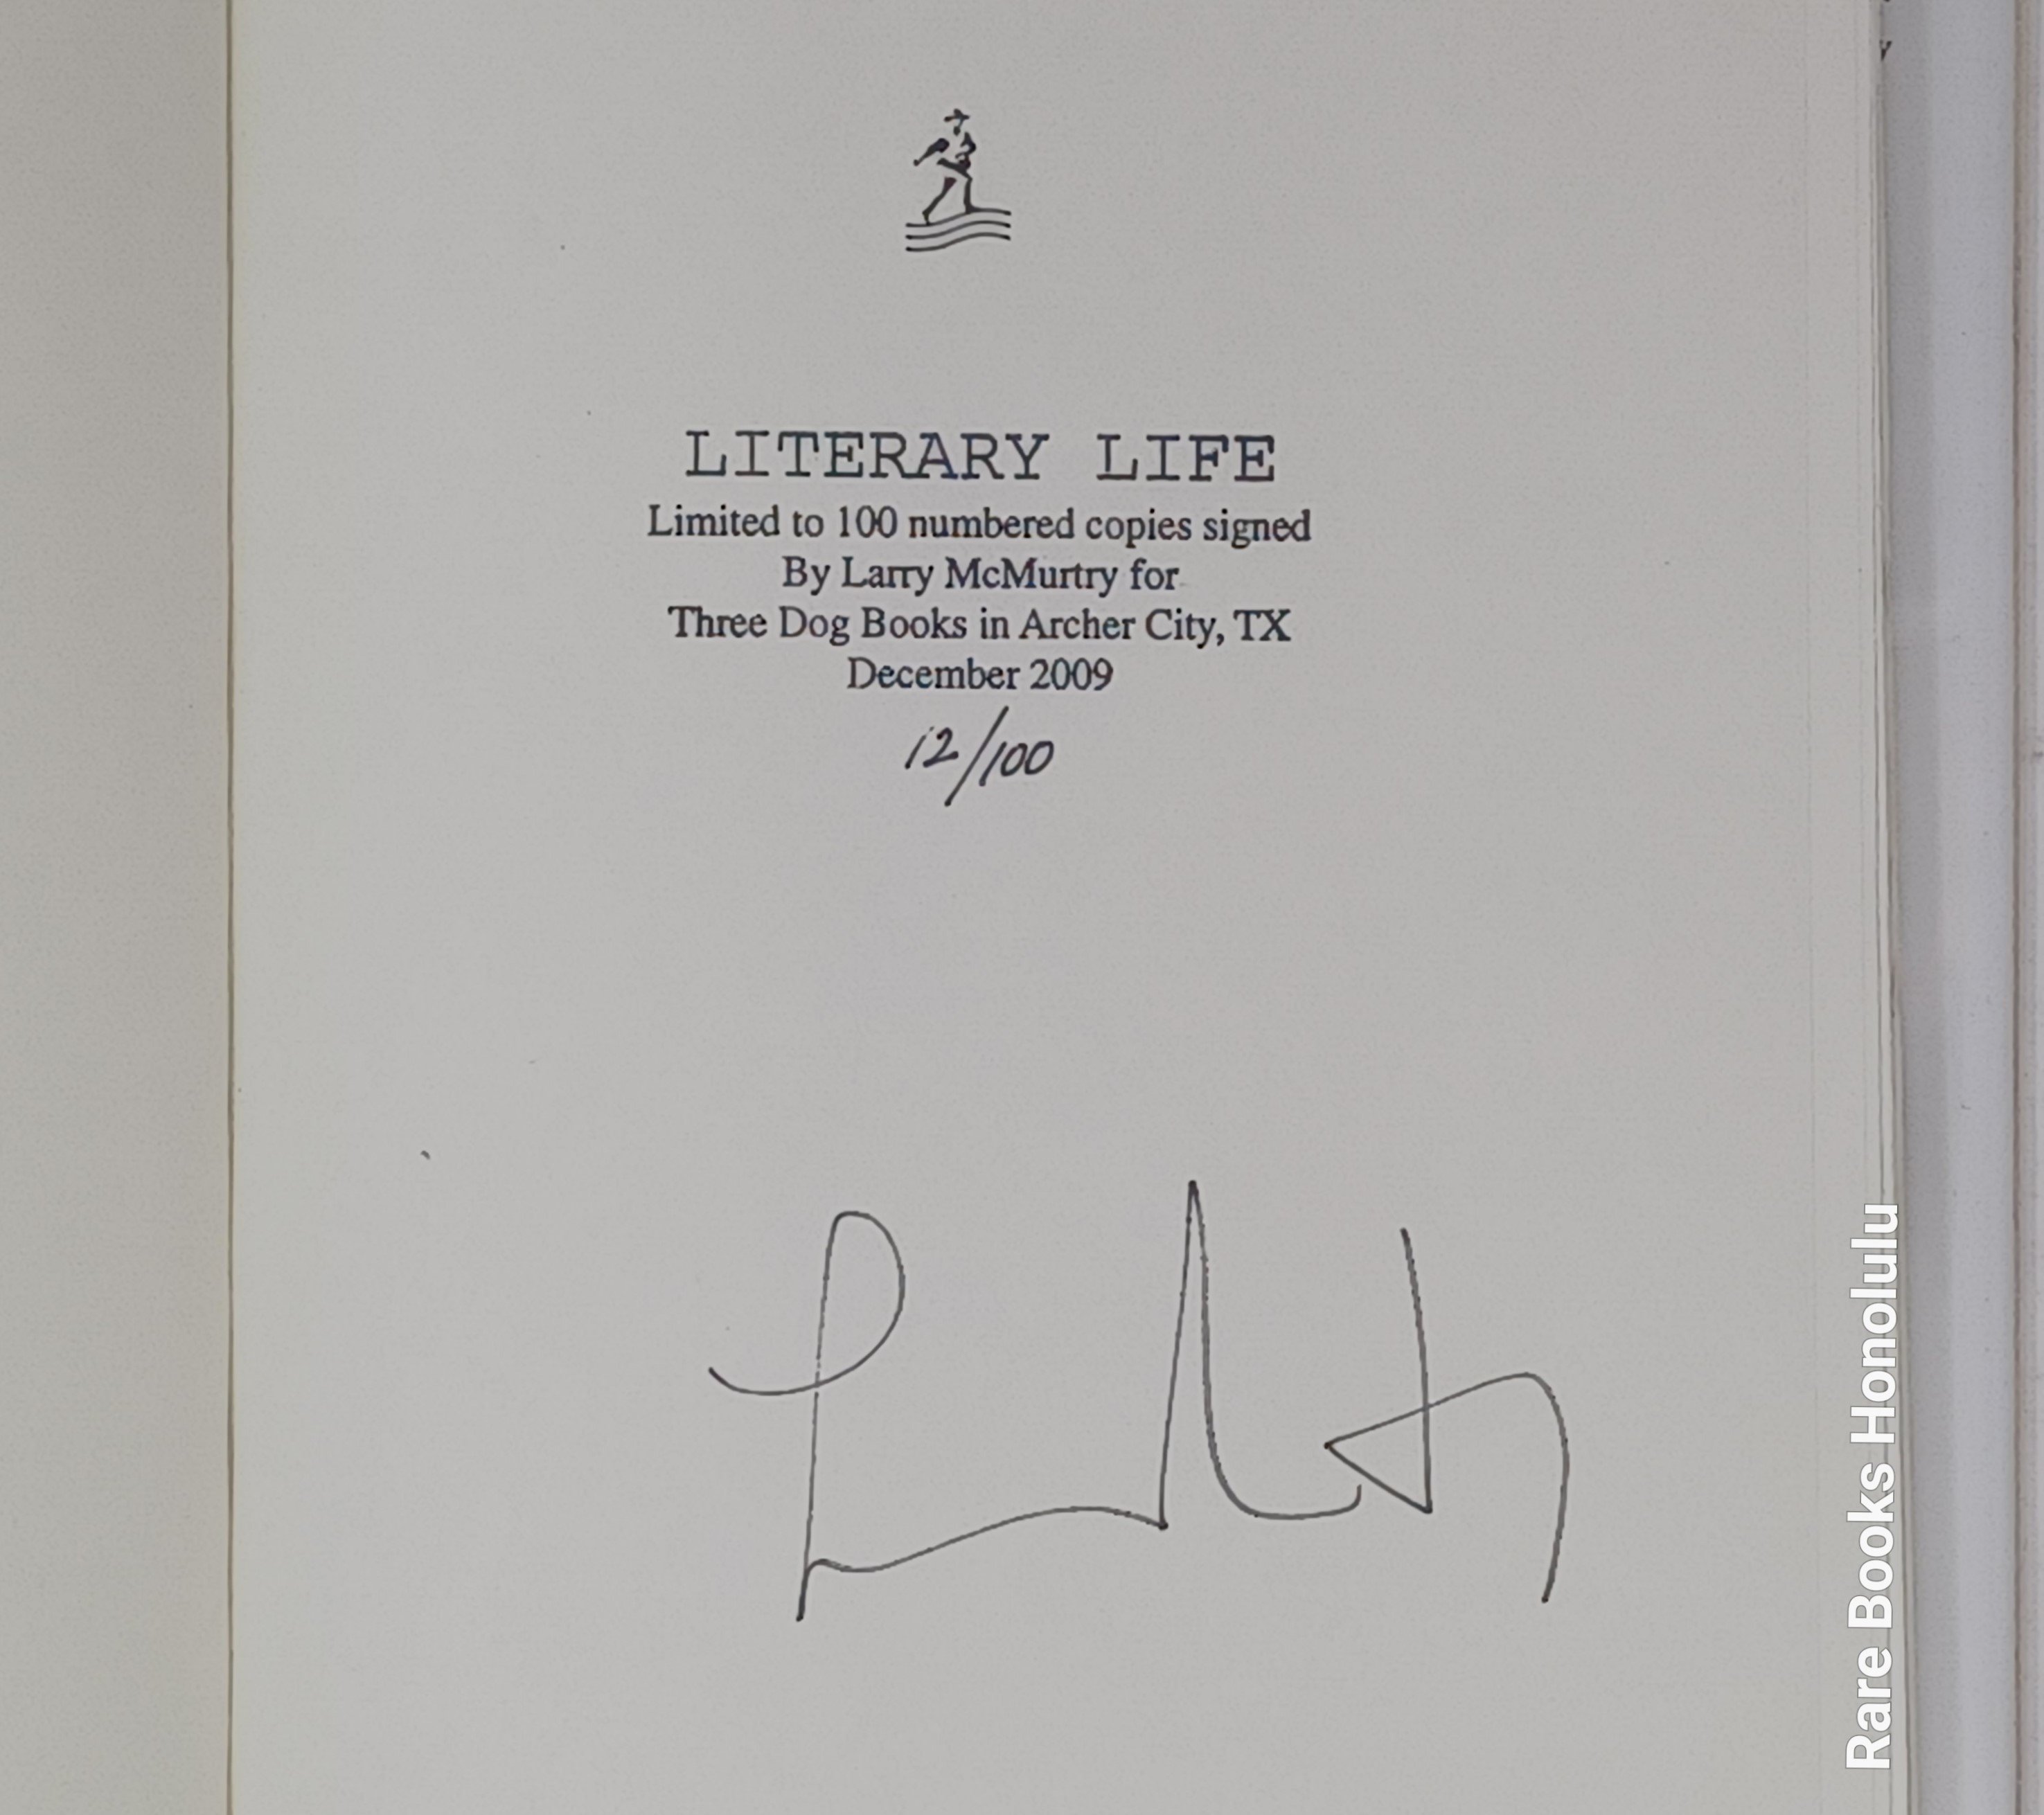 LITERARY LIFE
Limited to 100 numbered copies signed
By Larry McMurtry for
Three Dog Books in Archer City, TX
December 2009
12/100
Rare Books Honolulu